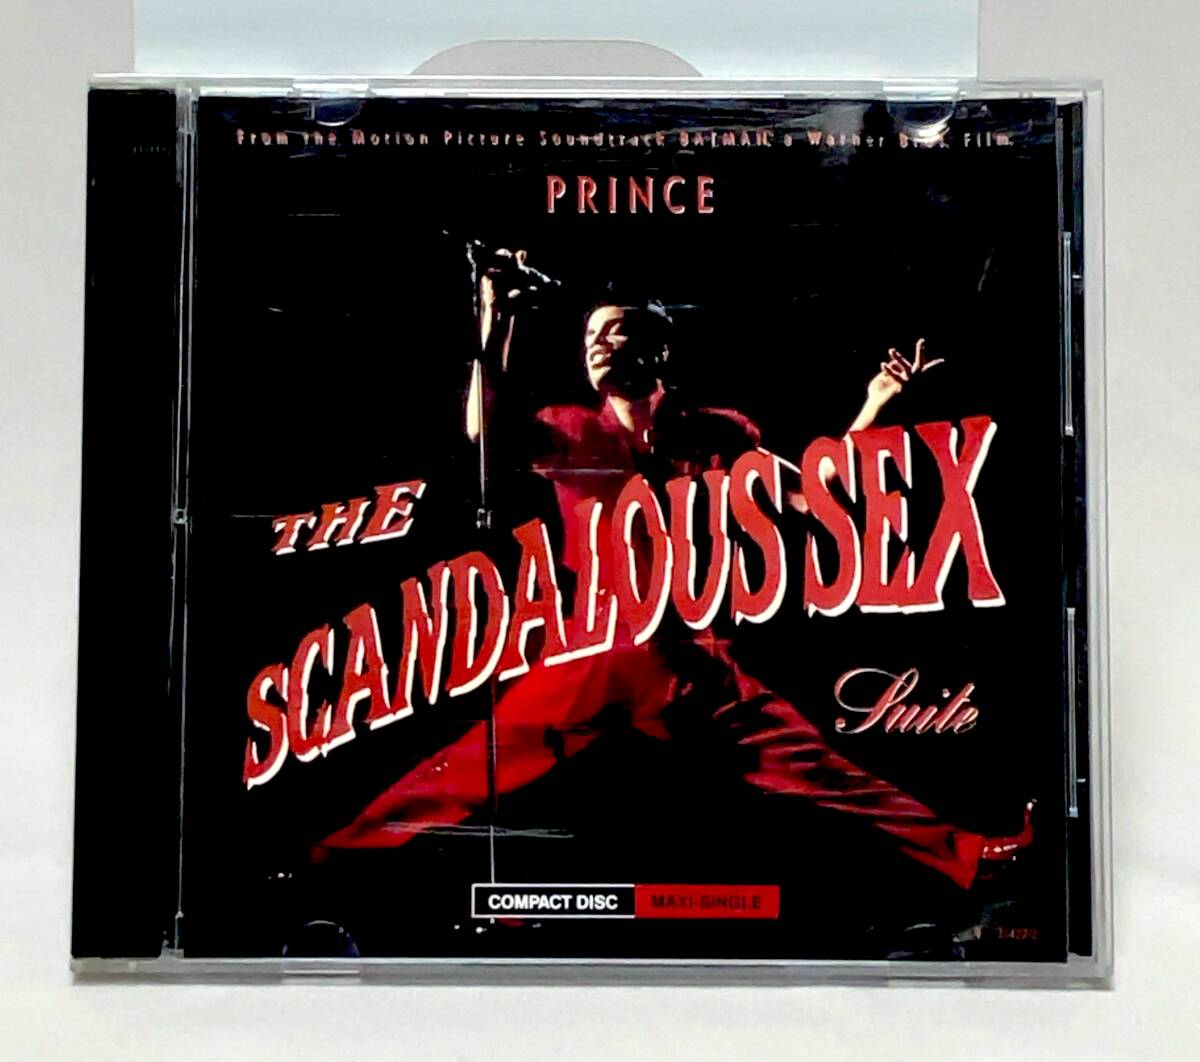 From the Motion Picture Soundtrack BATMAN, a Warner Bros. Film.
PRINCE
THE
SCANDALOUS SEX
Suite
COMPACT DISC MAXI-SINGLE